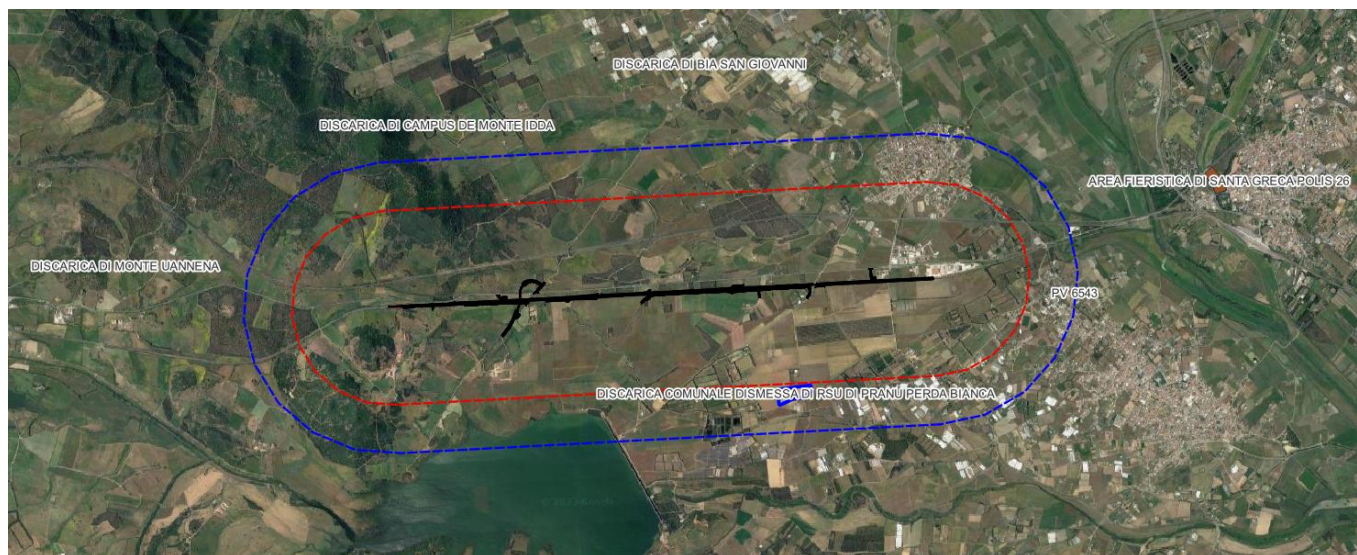 DISCARICA DI BIA SAN GIOVANNI
DISCARICA DI CAMPUS DE MONTE IDDA
AREA FIERISTICA DI SANTA GRECA POLIS 26
DISCARICA DI MONTE UANNENA
PV 6543
DISCARICA COMUNALE DISMESSA DI RSU DI PRANU PERDA BIANCA